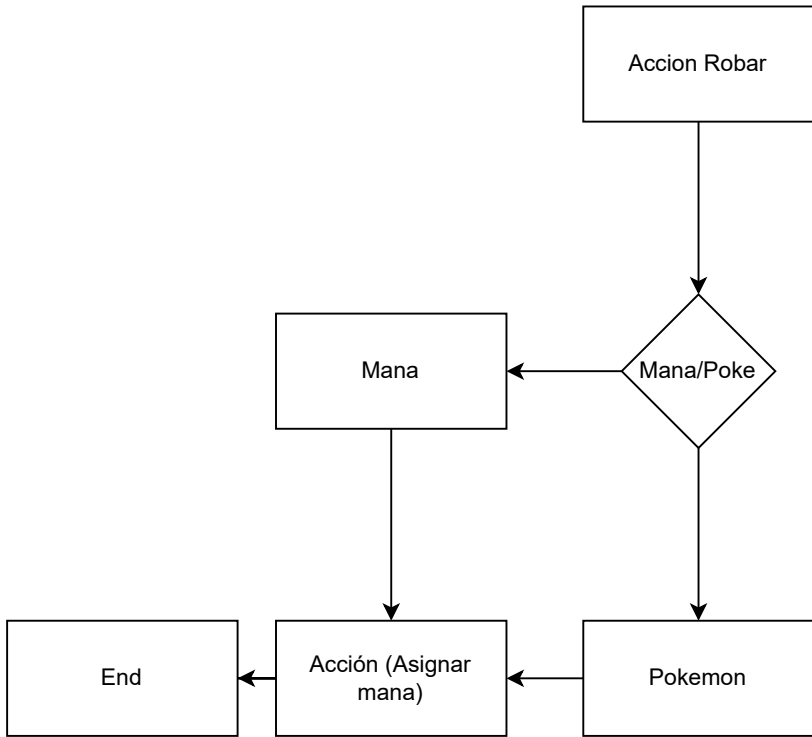 Accion Robar
Mana
Mana/Poke
End
Acción (Asignar
mana)
Pokemon